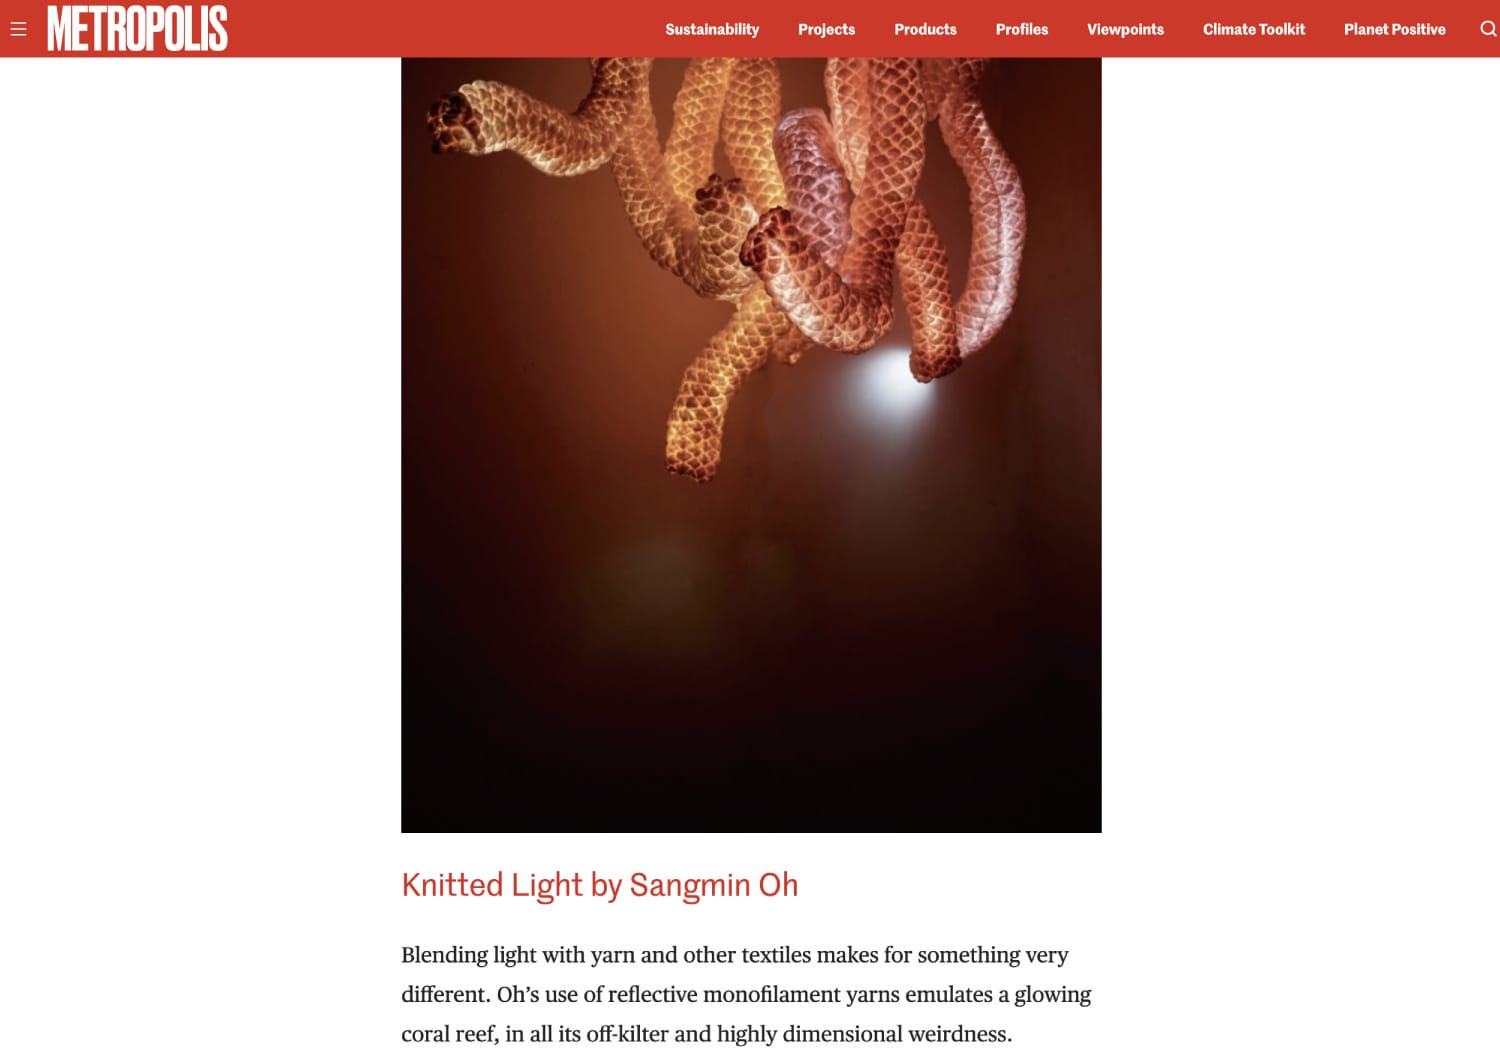 METROPOLIS
Sustainability Projects Products Profiles Viewpoints Climate Toolkit Planet Positive
Knitted Light by Sangmin Oh
Blending light with yarn and other textiles makes for something very
different. Oh’s use of reflective monofilament yarns emulates a glowing
coral reef, in all its off-kilter and highly dimensional weirdness.